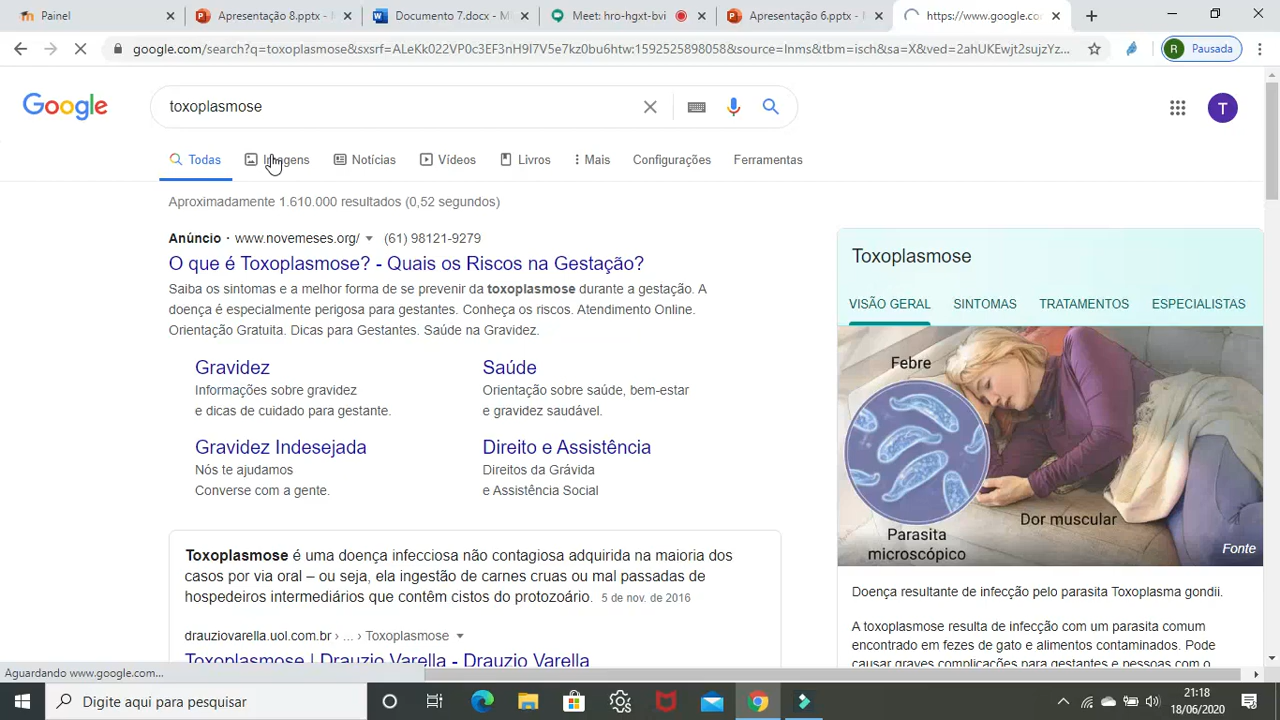 Painel
Apresentação 8.pptx -
Documento 7.docx - M
Meet: hro-hgxt-bvi
Apresentação 6.pptx -
https://www.google.co
google.com/search?q=toxoplasmose&sxsrf=ALeKk022VP0c3EF3nH9l7V5e7kz0bu6htw:1592525898058&source=lnms&tbm=isch&sa=X&ved=2ahUKEwjt2sujzYz...
R Pausada
Google
toxoplasmose
T
Todas Imagens Notícias Vídeos Livros Mais Configurações Ferramentas
Aproximadamente 1.610.000 resultados (0,52 segundos)
Anúncio · www.novemeses.org/ (61) 98121-9279
O que é Toxoplasmose? - Quais os Riscos na Gestação?
Saiba os sintomas e a melhor forma de se prevenir da toxoplasmose durante a gestação. A
doença é especialmente perigosa para gestantes. Conheça os riscos. Atendimento Online.
Orientação Gratuita. Dicas para Gestantes. Saúde na Gravidez.
Gravidez
Informações sobre gravidez
e dicas de cuidado para gestante.
Saúde
Orientação sobre saúde, bem-estar
e gravidez saudável.
Gravidez Indesejada
Nós te ajudamos
Converse com a gente.
Direito e Assistência
Direitos da Grávida
e Assistência Social
Toxoplasmose é uma doença infecciosa não contagiosa adquirida na maioria dos
casos por via oral – ou seja, ela ingestão de carnes cruas ou mal passadas de
hospedeiros intermediários que contêm cistos do protozoário. 5 de nov. de 2016
drauziovarella.uol.com.br › ... › Toxoplasmose
Toxoplasmose | Drauzio Varella - Drauzio Varella
Toxoplasmose
VISÃO GERAL SINTOMAS TRATAMENTOS ESPECIALISTAS
Febre
Dor muscular
Parasita
microscópico
Fonte
Doença resultante de infecção pelo parasita Toxoplasma gondii.
A toxoplasmose resulta de infecção com um parasita comum
encontrado em fezes de gato e alimentos contaminados. Pode
causar graves complicações para gestantes e pessoas com o
Aguardando www.google.com...
Digite aqui para pesquisar
21:18
18/06/2020